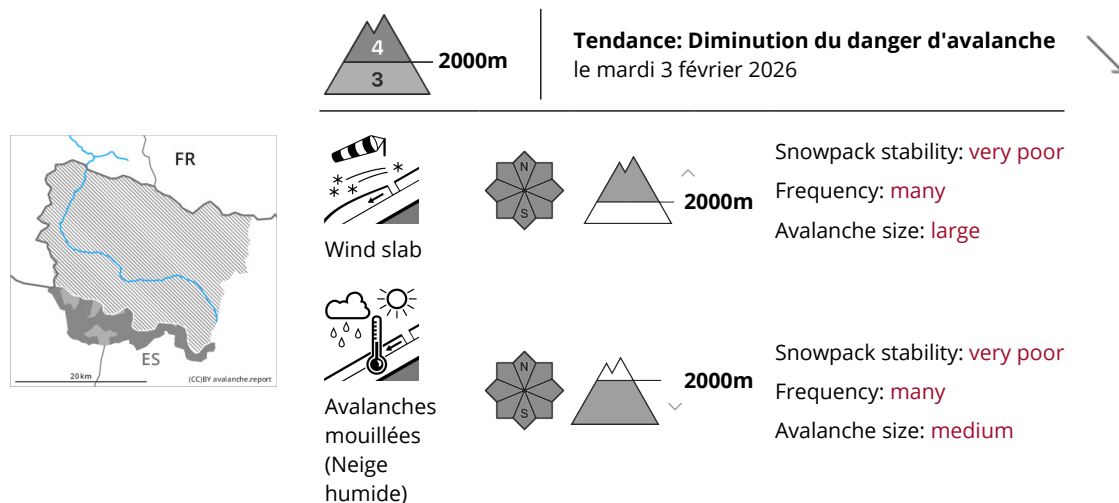 4
3
2000m
Tendance: Diminution du danger d'avalanche
le mardi 3 février 2026
FR
ES
20 km
(CC)BY avalanche.report
Wind slab
N
S
2000m
Snowpack stability: very poor
Frequency: many
Avalanche size: large
Avalanches
mouillées
(Neige
humide)
N
S
2000m
Snowpack stability: very poor
Frequency: many
Avalanche size: medium